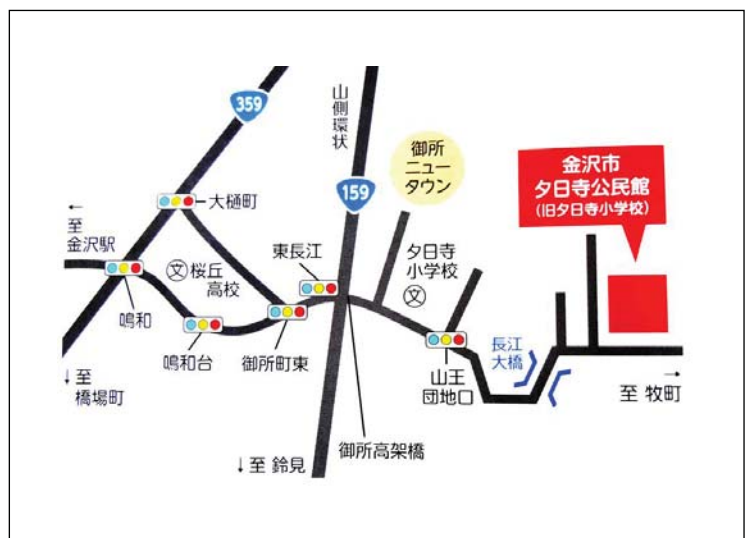 359
山側環状
159
御所
ニュー
タウン
金沢市
夕日寺公民館
(旧夕日寺小学校)
大樋町
←
至
金沢駅
文 桜丘
高校
東長江
夕日寺
小学校
文
鳴和
鳴和台
御所町東
山王
団地口
長江
大橋
→
至 牧町
↓至
橋場町
↓至 鈴見
御所高架橋